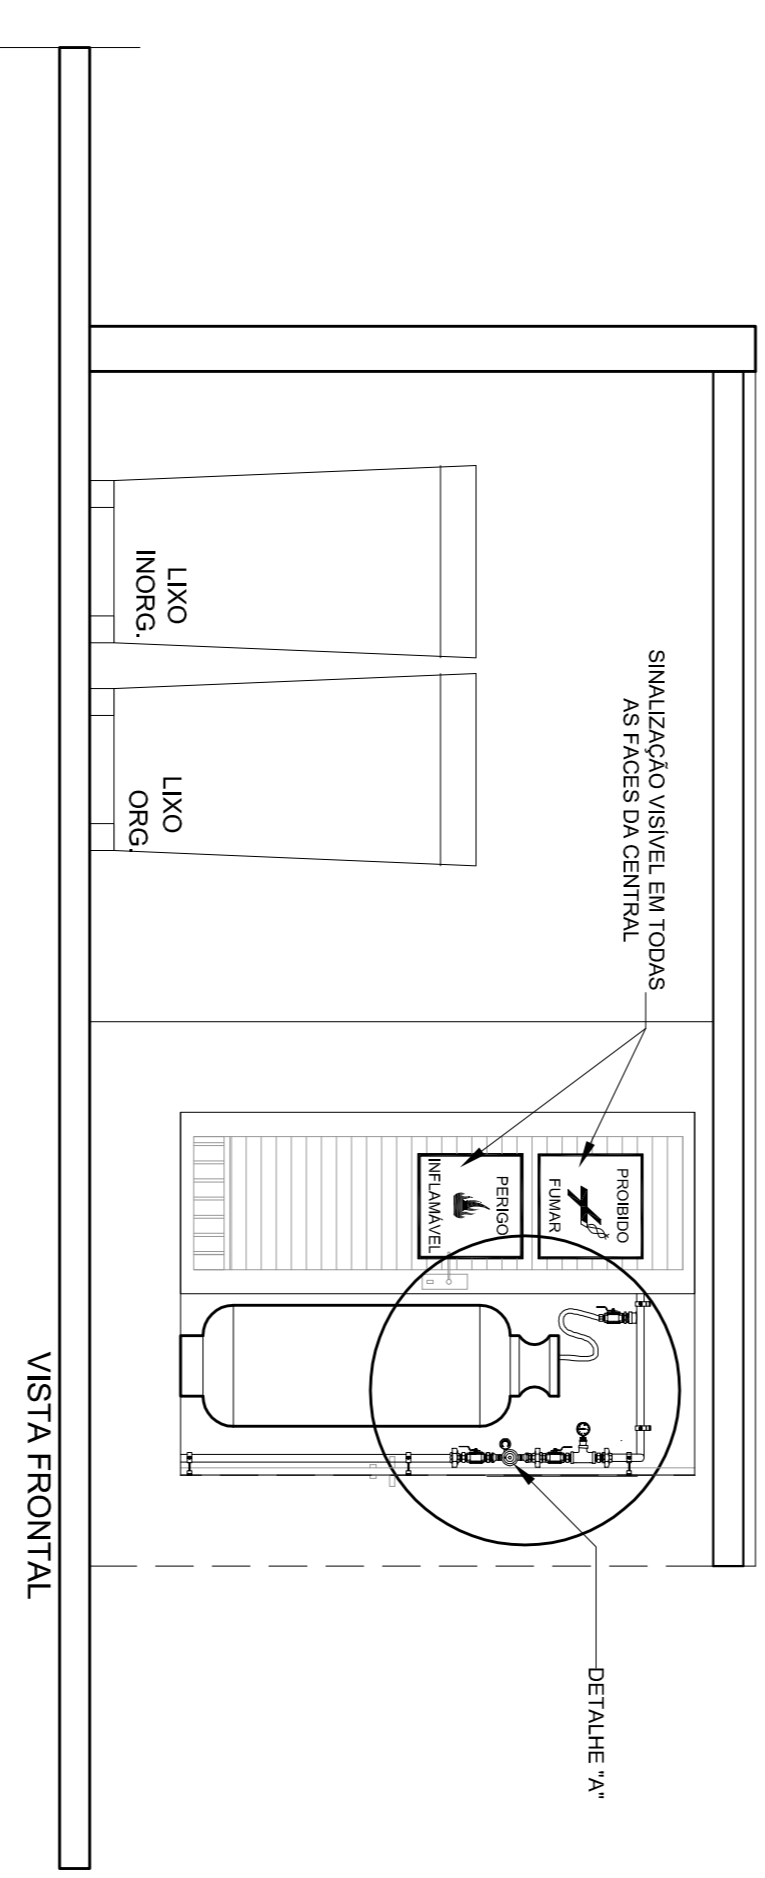 SINALIZAÇÃO VISÍVEL EM TODAS
AS FACES DA CENTRAL
PROIBIDO
FUMAR
PERIGO
INFLAMÁVEL
DETALHE "A"
LIXO
INORG.
LIXO
ORG.
VISTA FRONTAL